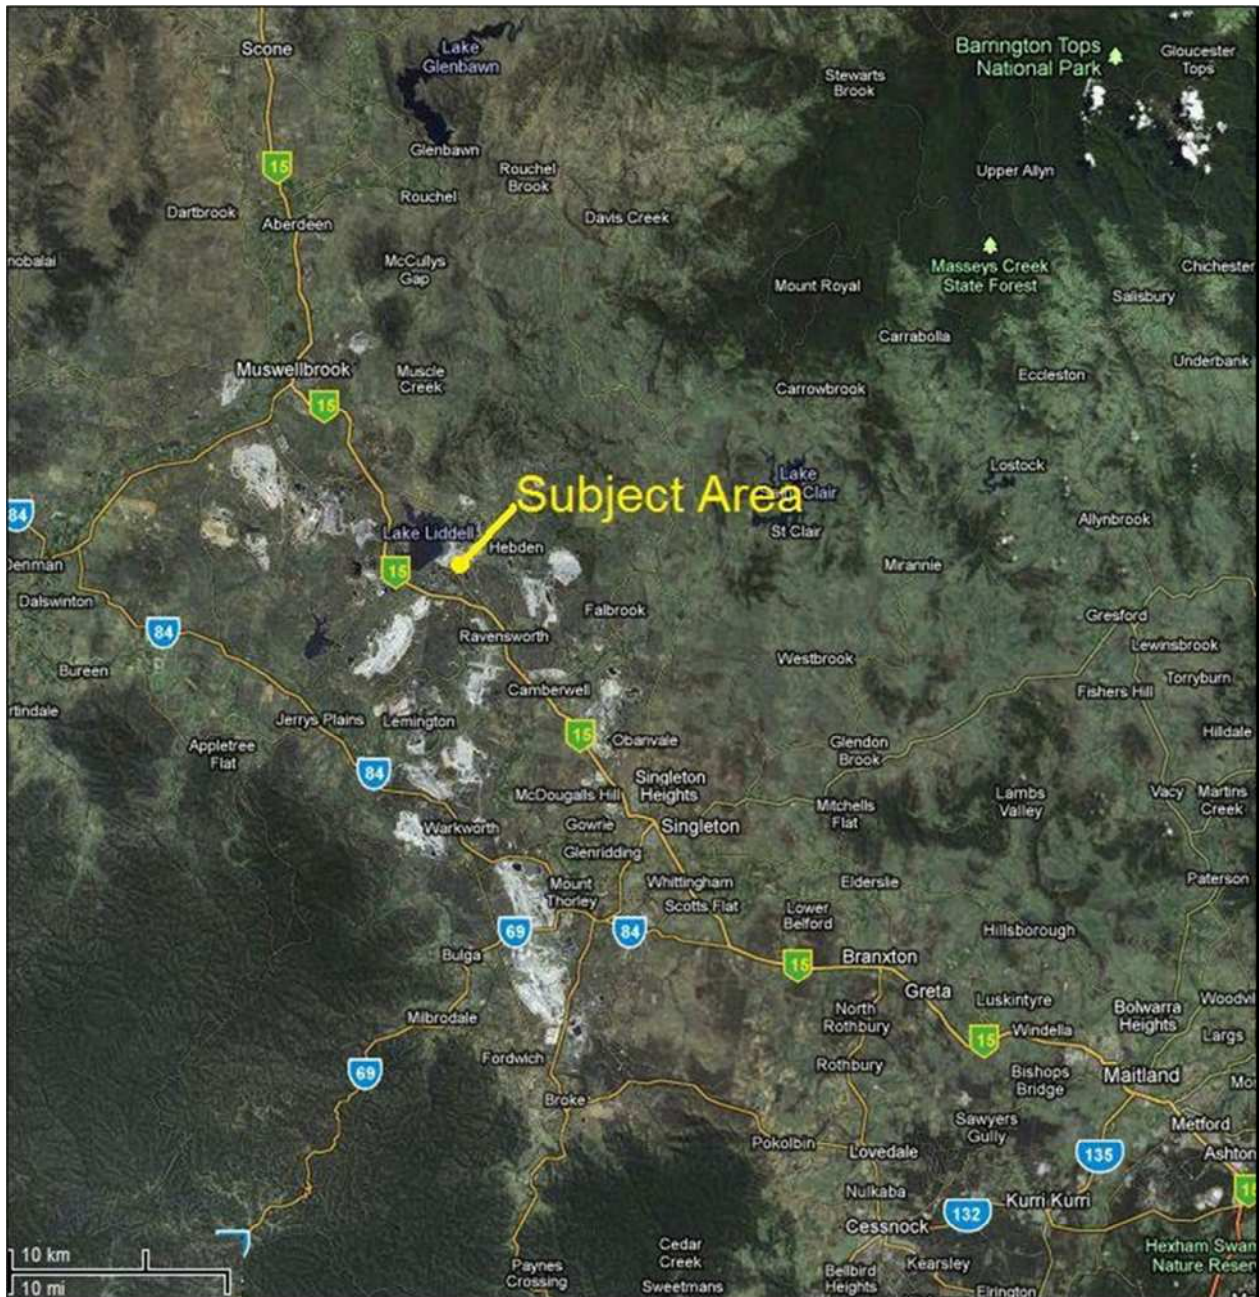 Scone
Lake
Glenbawn
Barrington Tops
National Park
Gloucester
Tops
Stewarts
Brook
15
Glenbawn
Rouchel
Brook
Upper Allyn
Rouchel
Dartbrook
Aberdeen
Davis Creek
nobalai
McCullys
Gap
Masseys Creek
State Forest
Chichester
Mount Royal
Salisbury
Carrabolla
Muswellbrook
Muscle
Creek
Underbank
Eccleston
Carrowbrook
15
Subject Area
Lake
Clair
Lostock
84
Lake Liddell
St Clair
Allynbrook
Hebden
Denman
15
Mirannie
Dalswinton
Falbrook
Gresford
84
Ravensworth
Lewinsbrook
Westbrook
Bureen
Torryburn
Camberwell
Fishers Hill
rtindale
Jerrys Plains
Lemington
Hilldale
15
Obanvale
Appletree
Flat
Glendon
Brook
84
Singleton
Heights
McDougalls Hill
Lambs
Valley
Vacy
Martins
Creek
Mitchells
Flat
Warkworth
Gowrie
Singleton
Glenridding
Mount
Thorley
Whittingham
Elderslie
Paterson
Scotts Flat
Lower
Belford
69
84
Hillsborough
Bulga
15
Branxton
Greta
Luskintyre
Bolwarra
Heights
Woodvil
Milbrodale
North
Rothbury
Windella
Largs
15
Fordwich
69
Rothbury
Bishops
Bridge
Maitland
Mo
Broke
Sawyers
Gully
Metford
Pokolbin
Lovedale
135
Ashton
Nulkaba
Kurri Kurri
132
Cessnock
10 km
Cedar
Creek
Hexham Swan
Nature Reser
Paynes
Crossing
Bellbird
Heights
Kearsley
10 mi
Sweetmans
Elrington